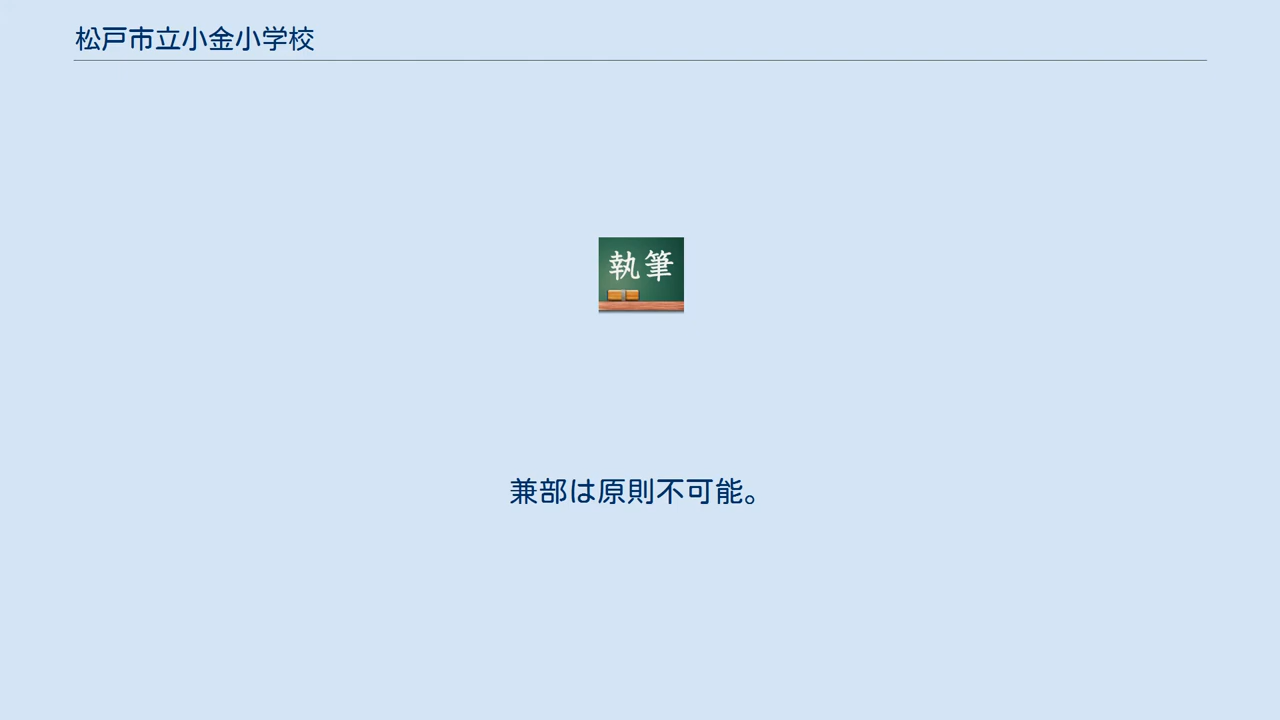 松戸市立小金小学校
執筆
兼部は原則不可能。